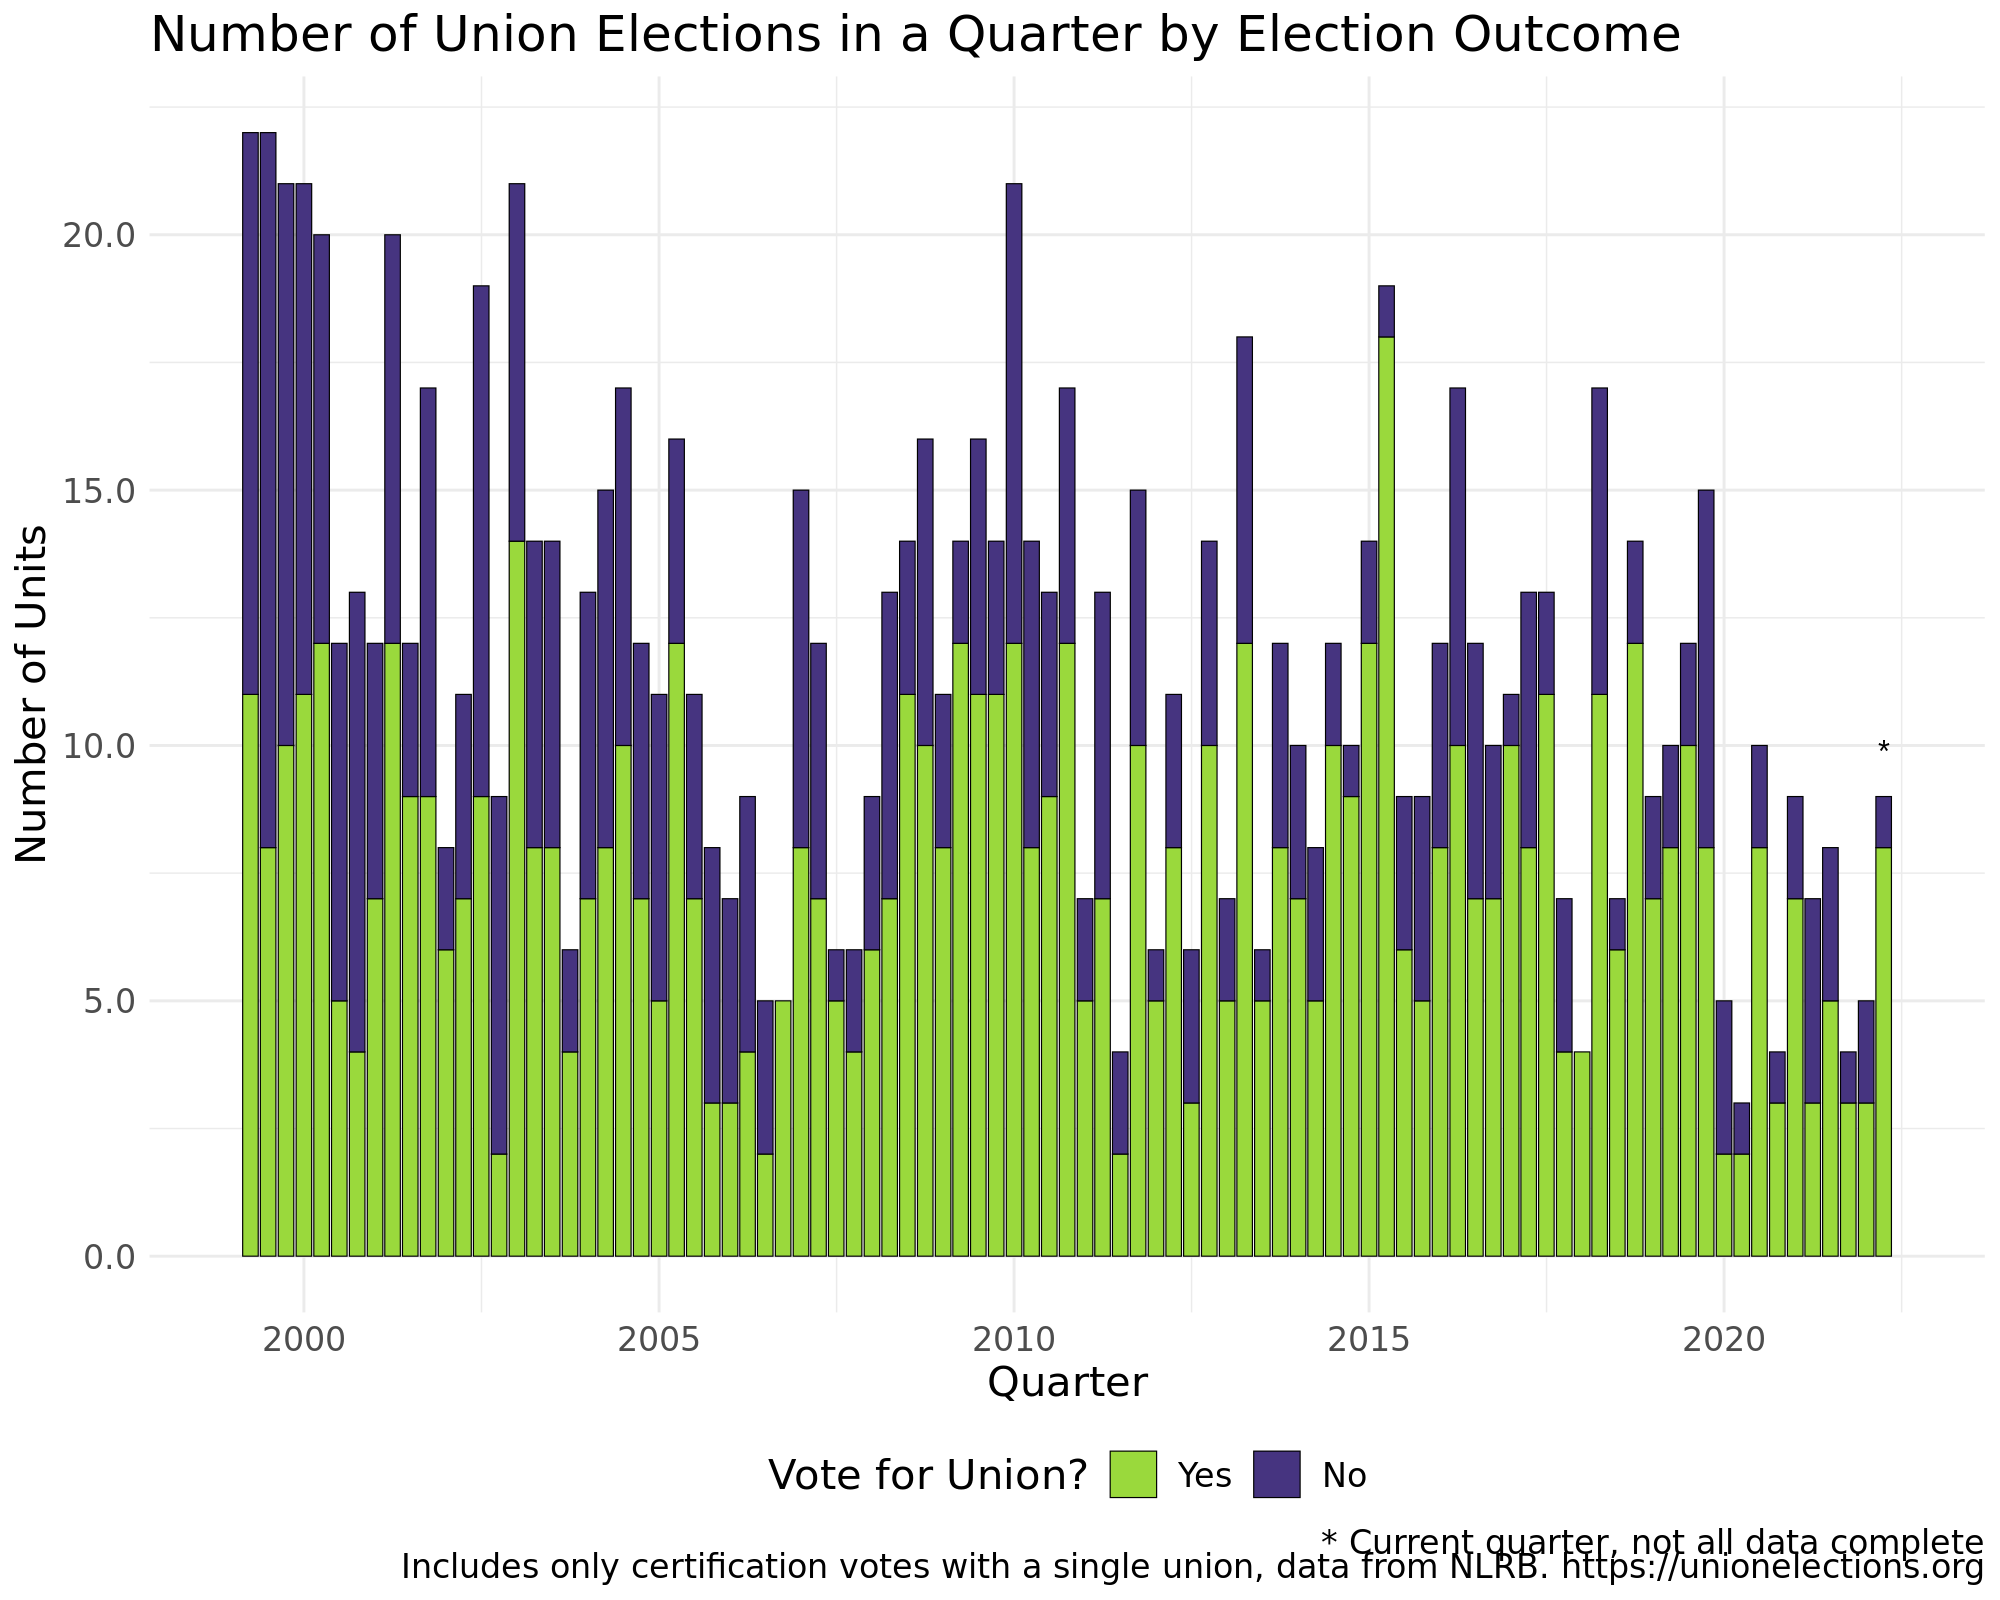 Number of Union Elections in a Quarter by Election Outcome
Number of Units
20.0
15.0
10.0
5.0
0.0
*
2000 2005 2010 2015 2020
Quarter
Vote for Union? Yes No
* Current quarter, not all data complete
Includes only certification votes with a single union, data from NLRB. https://unionelections.org